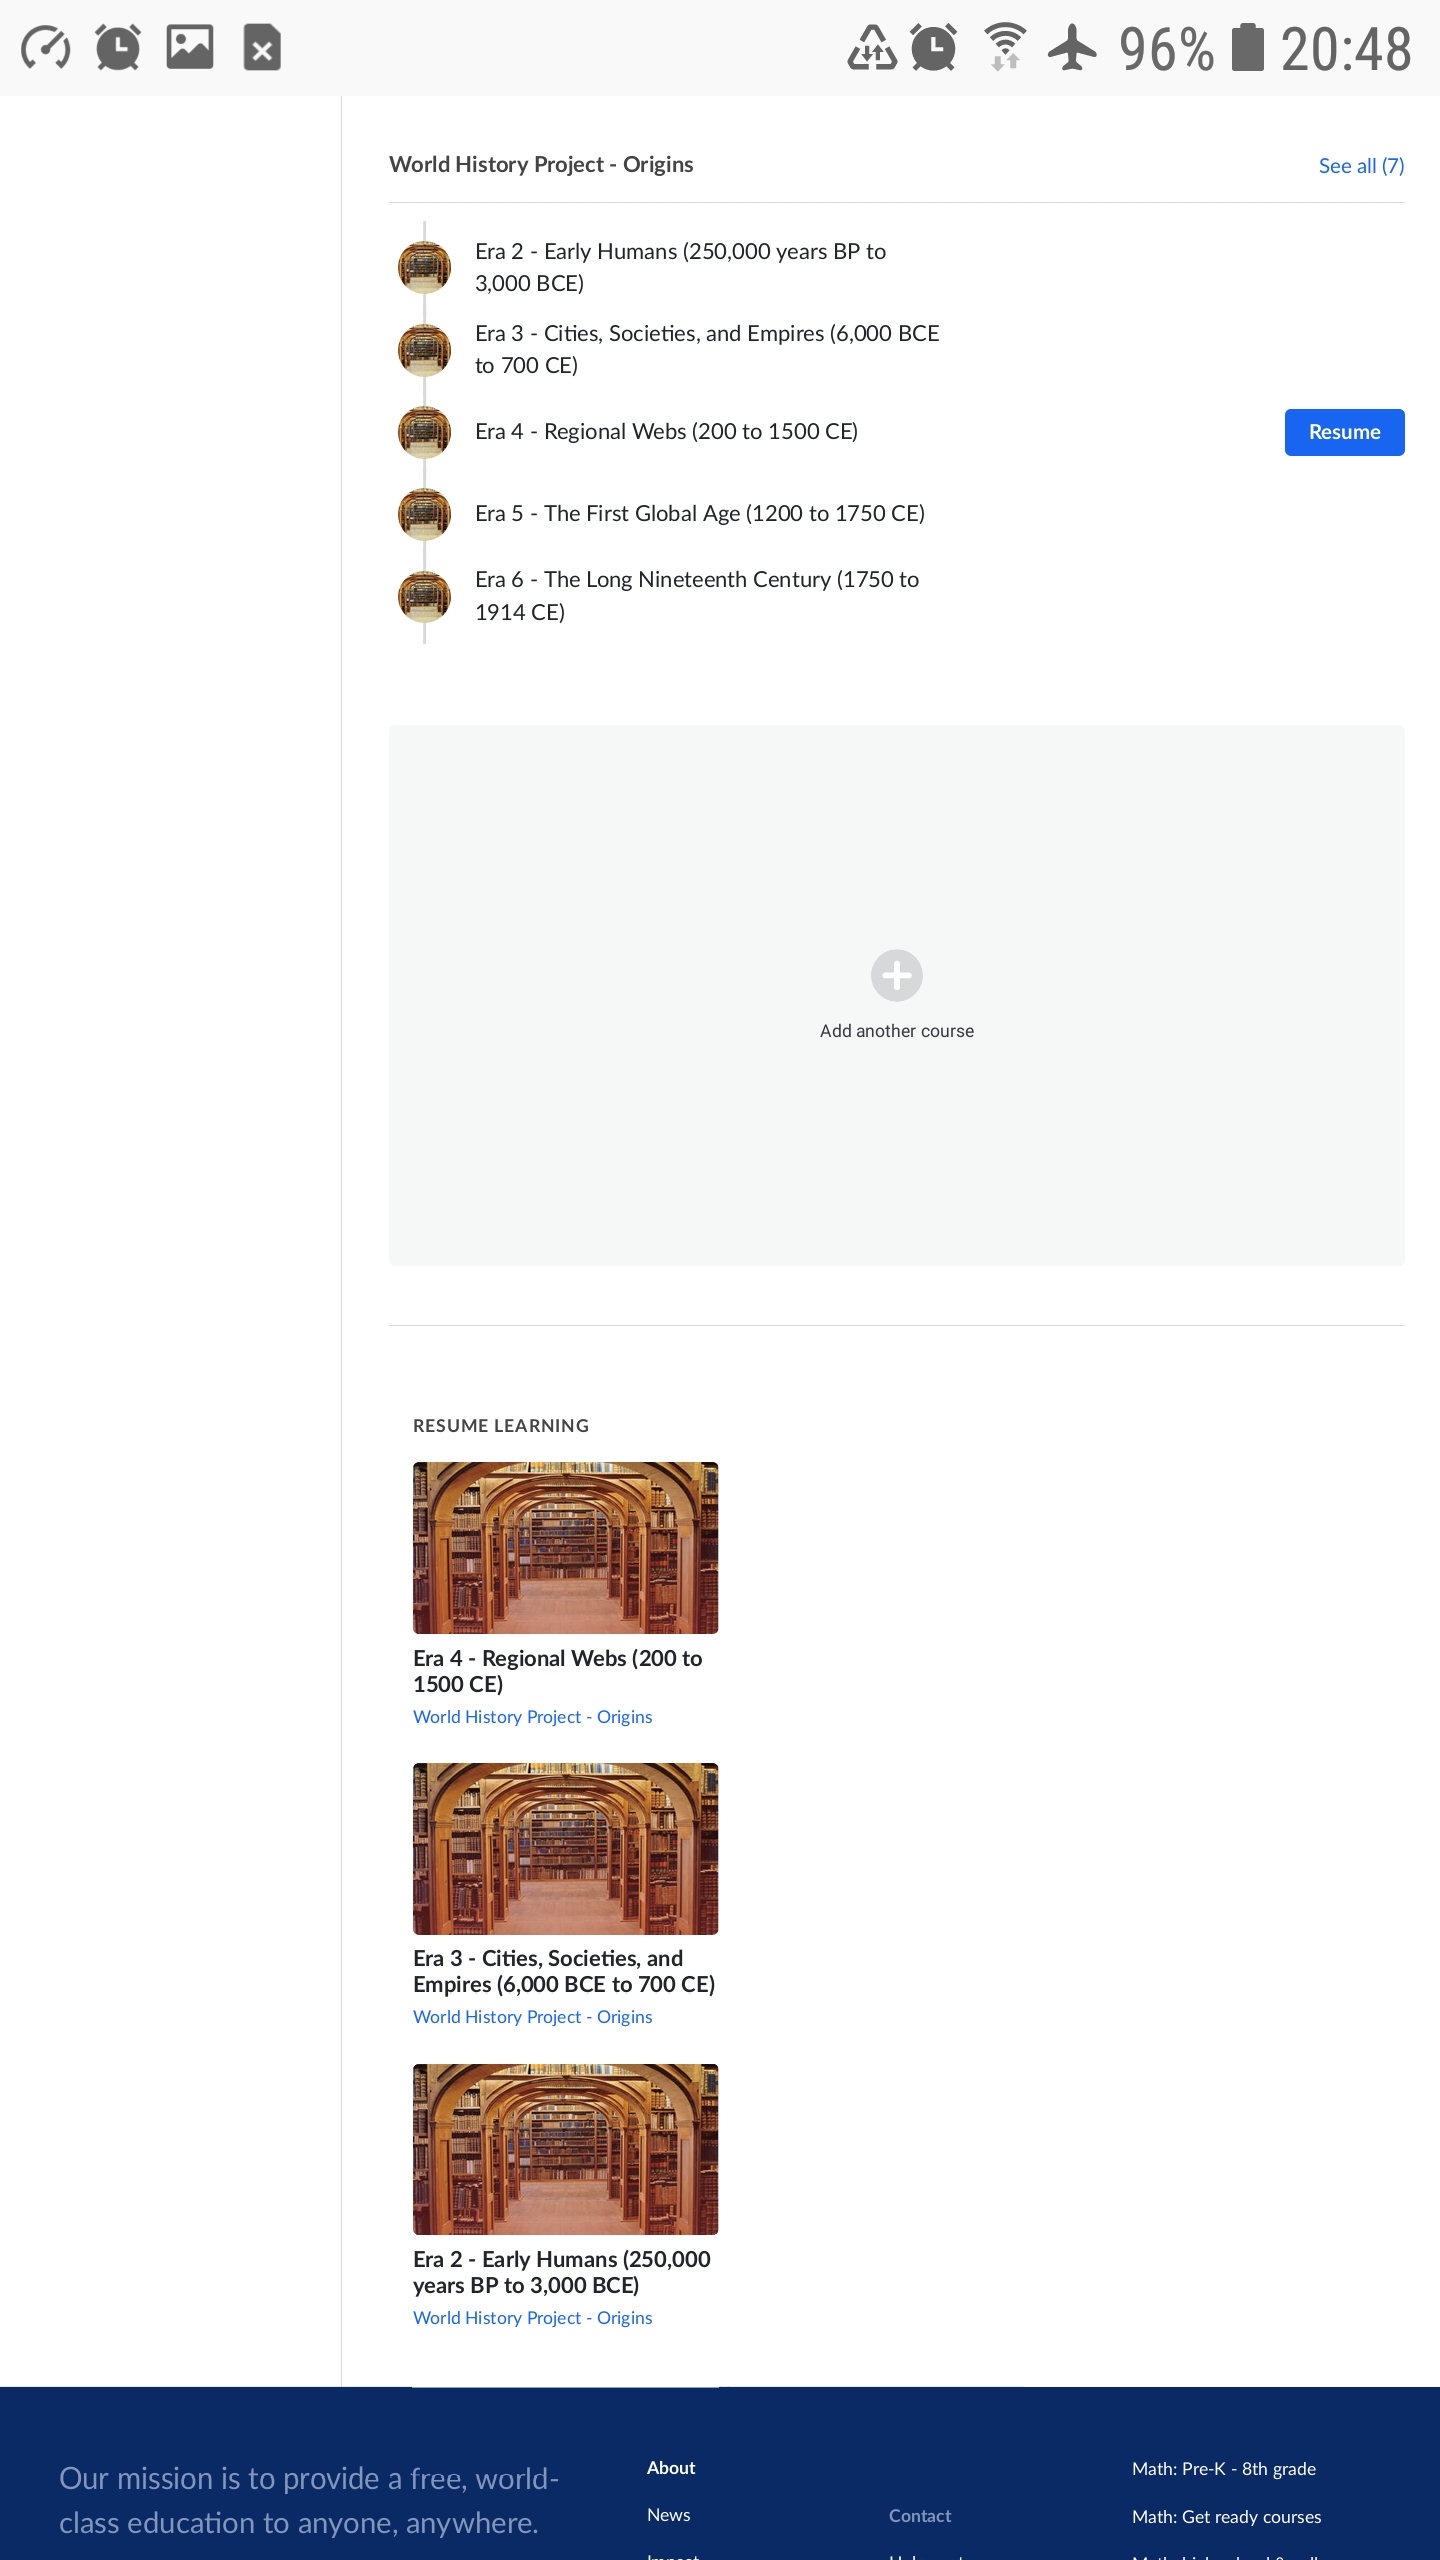 96% 20:48
World History Project - Origins
See all (7)
Era 2 - Early Humans (250,000 years BP to
3,000 BCE)
Era 3 - Cities, Societies, and Empires (6,000 BCE
to 700 CE)
Era 4 - Regional Webs (200 to 1500 CE)
Resume
Era 5 - The First Global Age (1200 to 1750 CE)
Era 6 - The Long Nineteenth Century (1750 to
1914 CE)
Add another course
RESUME LEARNING
Era 4 - Regional Webs (200 to
1500 CE)
World History Project - Origins
Era 3 - Cities, Societies, and
Empires (6,000 BCE to 700 CE)
World History Project - Origins
Era 2 - Early Humans (250,000
years BP to 3,000 BCE)
World History Project - Origins
Our mission is to provide a free, world-
class education to anyone, anywhere.
About
News
Contact
Math: Pre-K - 8th grade
Math: Get ready courses